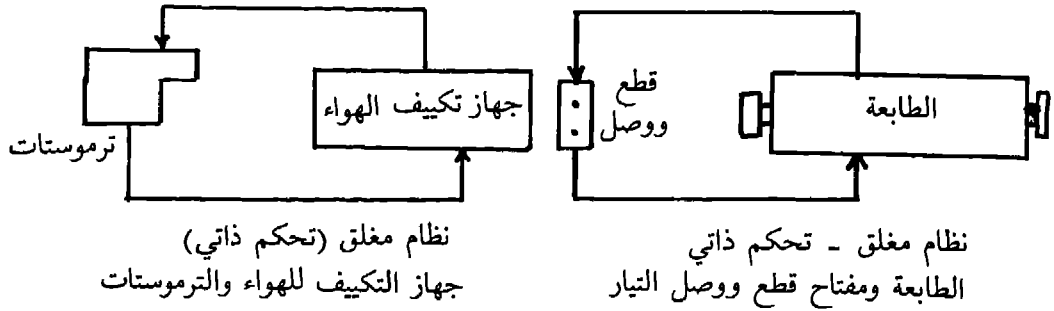 قطع
ووصل
الطابعة
نظام مغلق - تحكم ذاتي
الطابعة ومفتاح قطع ووصل التيار
جهاز تكييف الهواء
ترموستات
نظام مغلق (تحكم ذاتي)
جهاز التكييف للهواء والترموستات